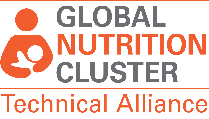 GLOBAL
NUTRITION
CLUSTER
Technical Alliance